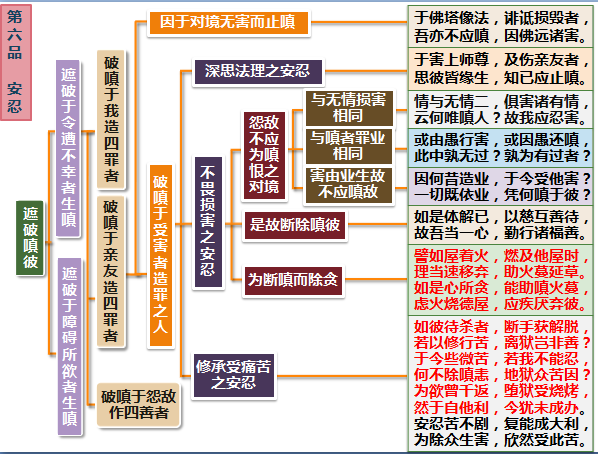 第六品 安忍
遮破嗔彼
遮破于令遭不幸者生嗔
遮破于障碍所欲者生嗔
破嗔于我造四罪者
破嗔于亲友造四罪者
破嗔于怨敌
作四善者
因于对境无害而止嗔
破嗔于受害者造罪之人
深思法理之安忍
不畏损害之安忍
修承受痛苦
之安忍
怨敌不应为嗔恨之对境
是故断除嗔彼
为断嗔而除贪
与无情损害
相同
与嗔者罪业
相同
害由业生故
不应嗔故
于佛塔像法，诽诋损毁者，
吾亦不应嗔，因佛远诸害。
于害上师尊，及伤亲友者，
思彼皆缘生，知已应止嗔。
情与无情二，俱害诸有情，
云何唯嗔人？故我应忍害。
或由愚行害，或因愚还嗔，
此中孰无过？孰为有过者？
因何昔造业，于今受他害？
一切既依业，凭何嗔于彼？
如是体解已，以慈互善待，
故吾当一心，勤行诸福善。
譬如屋着火，燃及他屋时，
理当速移弃，助火蔓延草。
如是心所贪，能助嗔火蔓，
虑火烧德屋，应疾厌弃彼。
如彼待杀者，断手获解脱，
若以修行苦，离狱岂非善？
于今些微苦，若我不能忍，
何不除嗔恚，地狱众苦因？
为欲曾千返，堕狱受烧烤，
然于自他利，今犹未成办。
安忍苦不剧，复能成大利，
为除众生害，欣然受此苦。